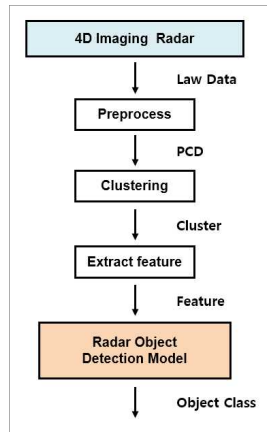 4D Imaging Radar
Law Data
Preprocess
PCD
Clustering
Cluster
Extract feature
Feature
Radar Object
Detection Model
Object Class